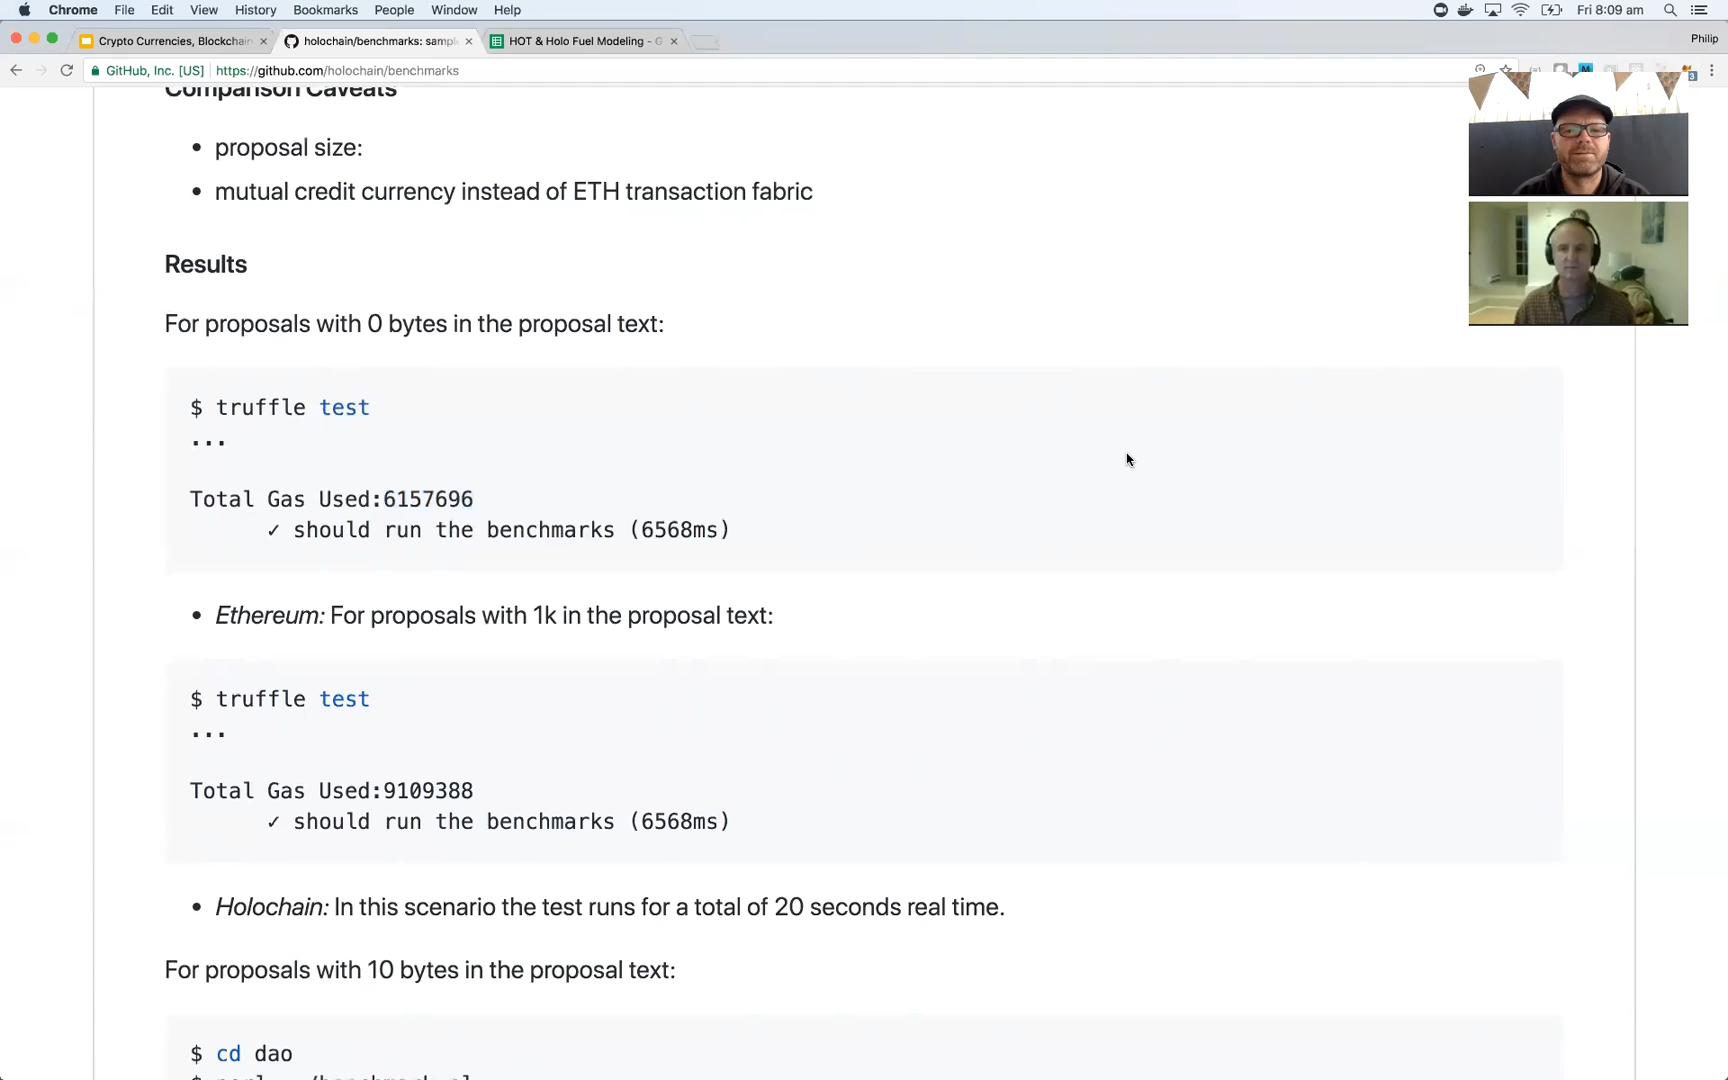 Chrome File Edit View History Bookmarks People Window Help Fri 8:09 am
Crypto Currencies, Blockchain holochain/benchmarks: sampl HOT & Holo Fuel Modeling - G Philip
GitHub, Inc. [US] https://github.com/holochain/benchmarks
Comparison Caveats
• proposal size:
• mutual credit currency instead of ETH transaction fabric
Results
For proposals with 0 bytes in the proposal text:
$ truffle test
...
Total Gas Used:6157696
✓ should run the benchmarks (6568ms)
• Ethereum: For proposals with 1k in the proposal text:
$ truffle test
...
Total Gas Used:9109388
✓ should run the benchmarks (6568ms)
• Holochain: In this scenario the test runs for a total of 20 seconds real time.
For proposals with 10 bytes in the proposal text:
$ cd dao